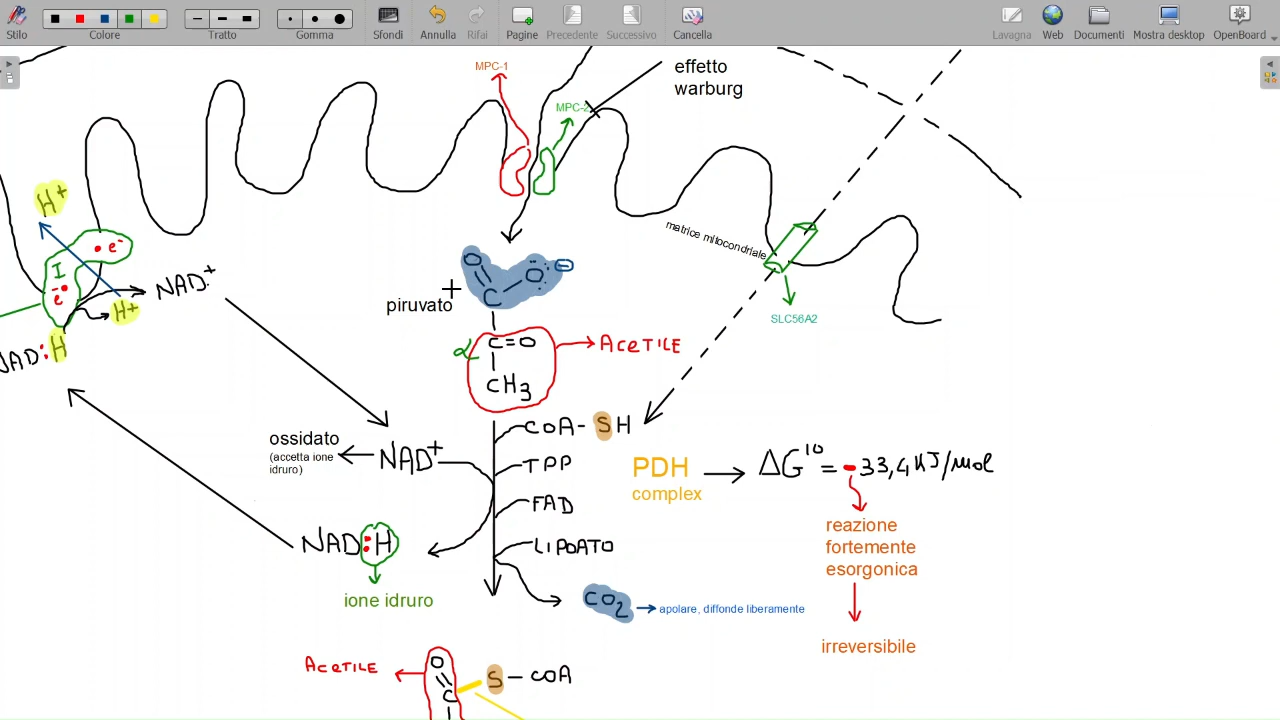 Stilo
Colore
Tratto
Gomma
Sfondi
Annulla
Rifai
Pagine
Precedente
Successivo
Cancella
Lavagna
Web
Documenti
Mostra desktop
OpenBoard
MPC-1
effetto
warburg
MPC-2
matrice mitocondriale
H+
e-
I
e-
H+
NAD+
NAD:H
SLC56A2
O
O
C
piruvato
α
C=O
CH3
ACETILE
COA-SH
TPP
FAD
LIPOATO
ossidato
(accetta ione
idruro)
NAD+
PDH
complex
ΔG'° = -33,4 KJ/mol
reazione
fortemente
esorgonica
irreversibile
NAD:H
ione idruro
CO2
apolare, diffonde liberamente
ACETILE
O
C
S-COA